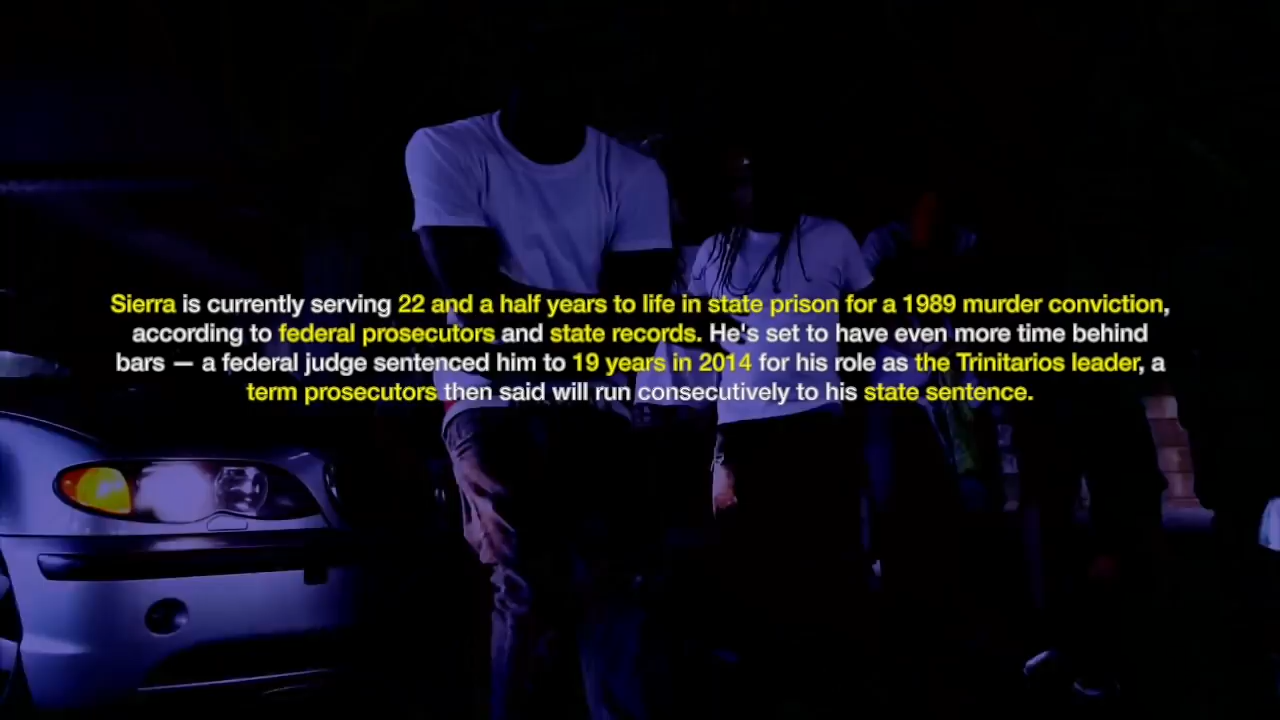 Sierra is currently serving 22 and a half years to life in state prison for a 1989 murder conviction,
according to federal prosecutors and state records. He's set to have even more time behind
bars — a federal judge sentenced him to 19 years in 2014 for his role as the Trinitarios leader, a
term prosecutors then said will run consecutively to his state sentence.